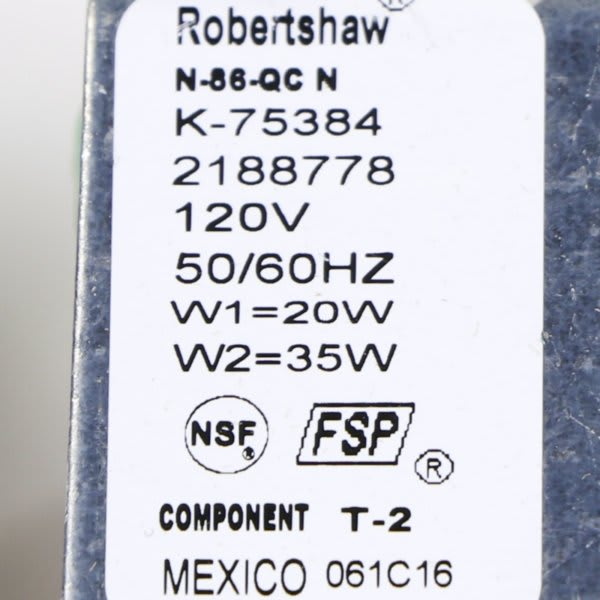 Robertshaw®
N-86-QC N
K-75384
2188778
120V
50/60HZ
W1=20W
W2=35W
NSF® FSP®
COMPONENT T-2
MEXICO 061C16